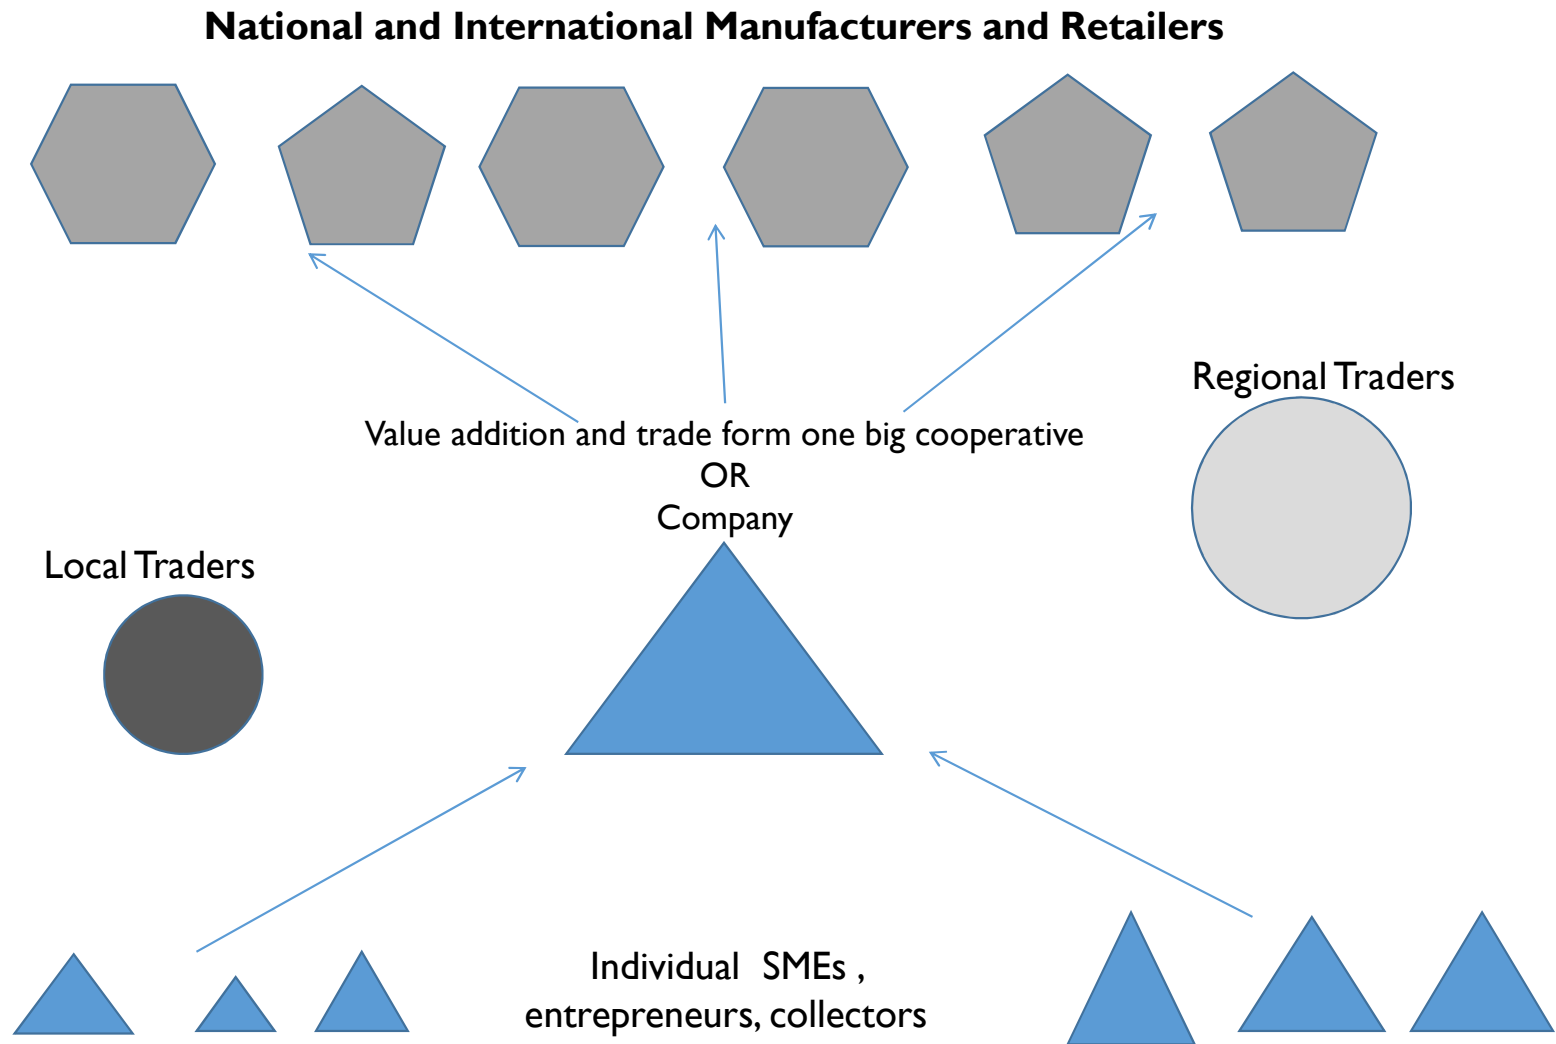 National and International Manufacturers and Retailers
Regional Traders
Value addition and trade form one big cooperative
OR
Company
Local Traders
Individual  SMEs ,
entrepreneurs, collectors